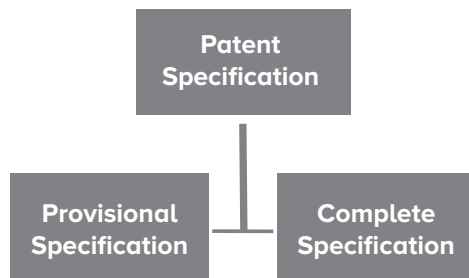 Patent
Specification
Provisional
Specification
Complete
Specification